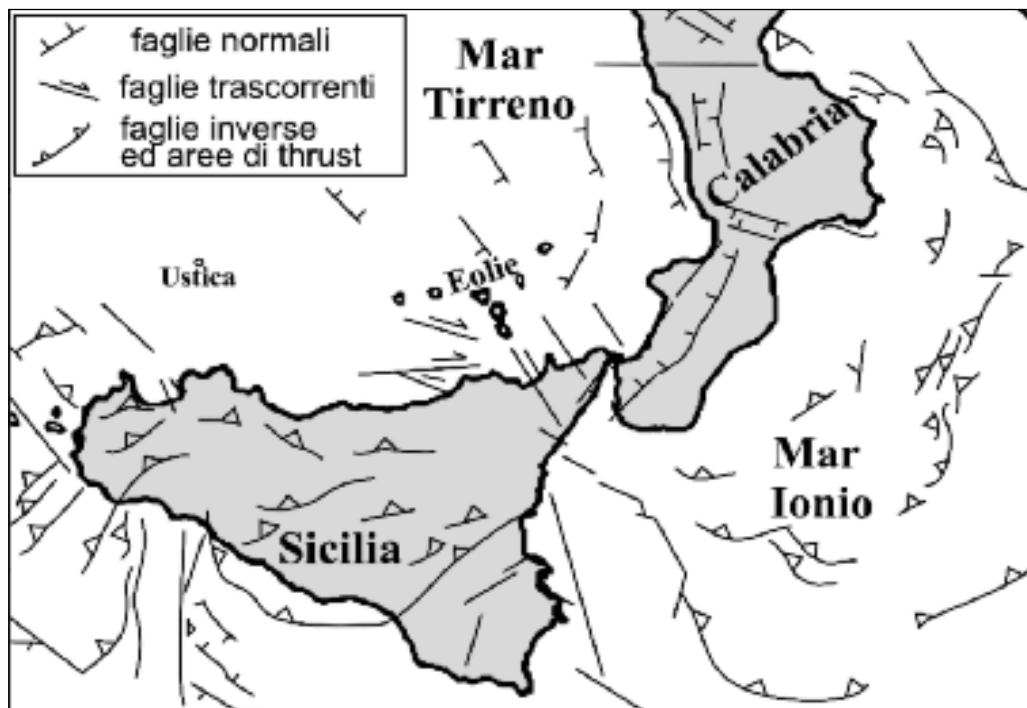 faglie normali
faglie trascorrenti
faglie inverse
ed aree di thrust
Mar
Tirreno
Calabria
Ustica
Eolie
Mar
Ionio
Sicilia